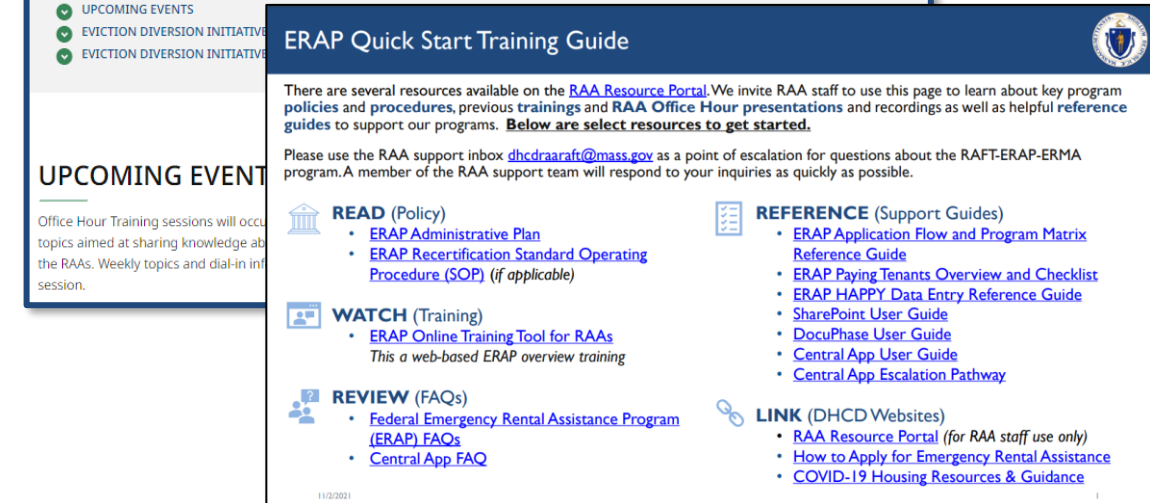 UPCOMING EVENTS
EVICTION DIVERSION INITIATIVE
EVICTION DIVERSION INITIATIVE
UPCOMING EVENT
Office Hour Training sessions will occu
topics aimed at sharing knowledge ab
the RAAs. Weekly topics and dial-in inf
session.
ERAP Quick Start Training Guide
There are several resources available on the RAA Resource Portal. We invite RAA staff to use this page to learn about key program
policies and procedures, previous trainings and RAA Office Hour presentations and recordings as well as helpful reference
guides to support our programs. Below are select resources to get started.
Please use the RAA support inbox dhcdraaraft@mass.gov as a point of escalation for questions about the RAFT-ERAP-ERMA
program. A member of the RAA support team will respond to your inquiries as quickly as possible.
READ (Policy)
• ERAP Administrative Plan
• ERAP Recertification Standard Operating
Procedure (SOP) (if applicable)
WATCH (Training)
• ERAP Online Training Tool for RAAs
This a web-based ERAP overview training
REVIEW (FAQs)
• Federal Emergency Rental Assistance Program
(ERAP) FAQs
• Central App FAQ
REFERENCE (Support Guides)
• ERAP Application Flow and Program Matrix
Reference Guide
• ERAP Paying Tenants Overview and Checklist
• ERAP HAPPY Data Entry Reference Guide
• SharePoint User Guide
• DocuPhase User Guide
• Central App User Guide
• Central App Escalation Pathway
LINK (DHCD Websites)
• RAA Resource Portal (for RAA staff use only)
• How to Apply for Emergency Rental Assistance
• COVID-19 Housing Resources & Guidance
11/2/2021
1